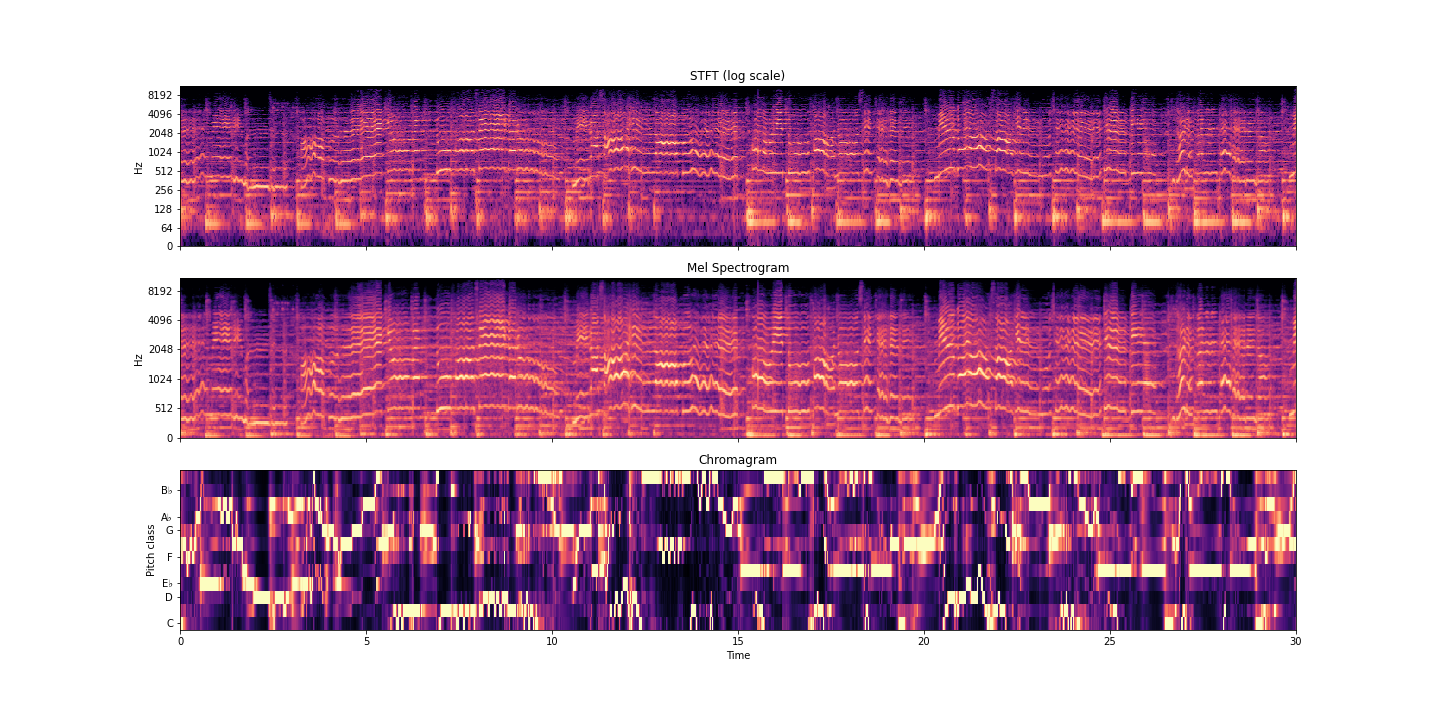 STFT (log scale)
8192
4096
2048
1024
512
256
128
64
0
Hz
Mel Spectrogram
8192
4096
2048
1024
512
0
Hz
Chromagram
B♭
A♭
G
F
E♭
D
C
Pitch class
0 5 10 15 20 25 30
Time